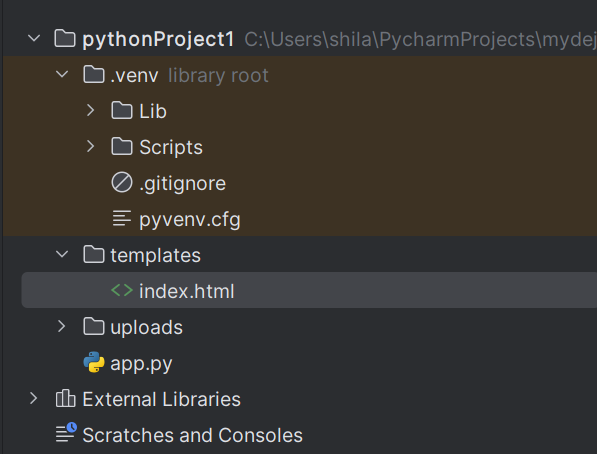 pythonProject1 C:\Users\shila\PycharmProjects\mydej
.venv library root
Lib
Scripts
.gitignore
pyvenv.cfg
templates
index.html
uploads
app.py
External Libraries
Scratches and Consoles